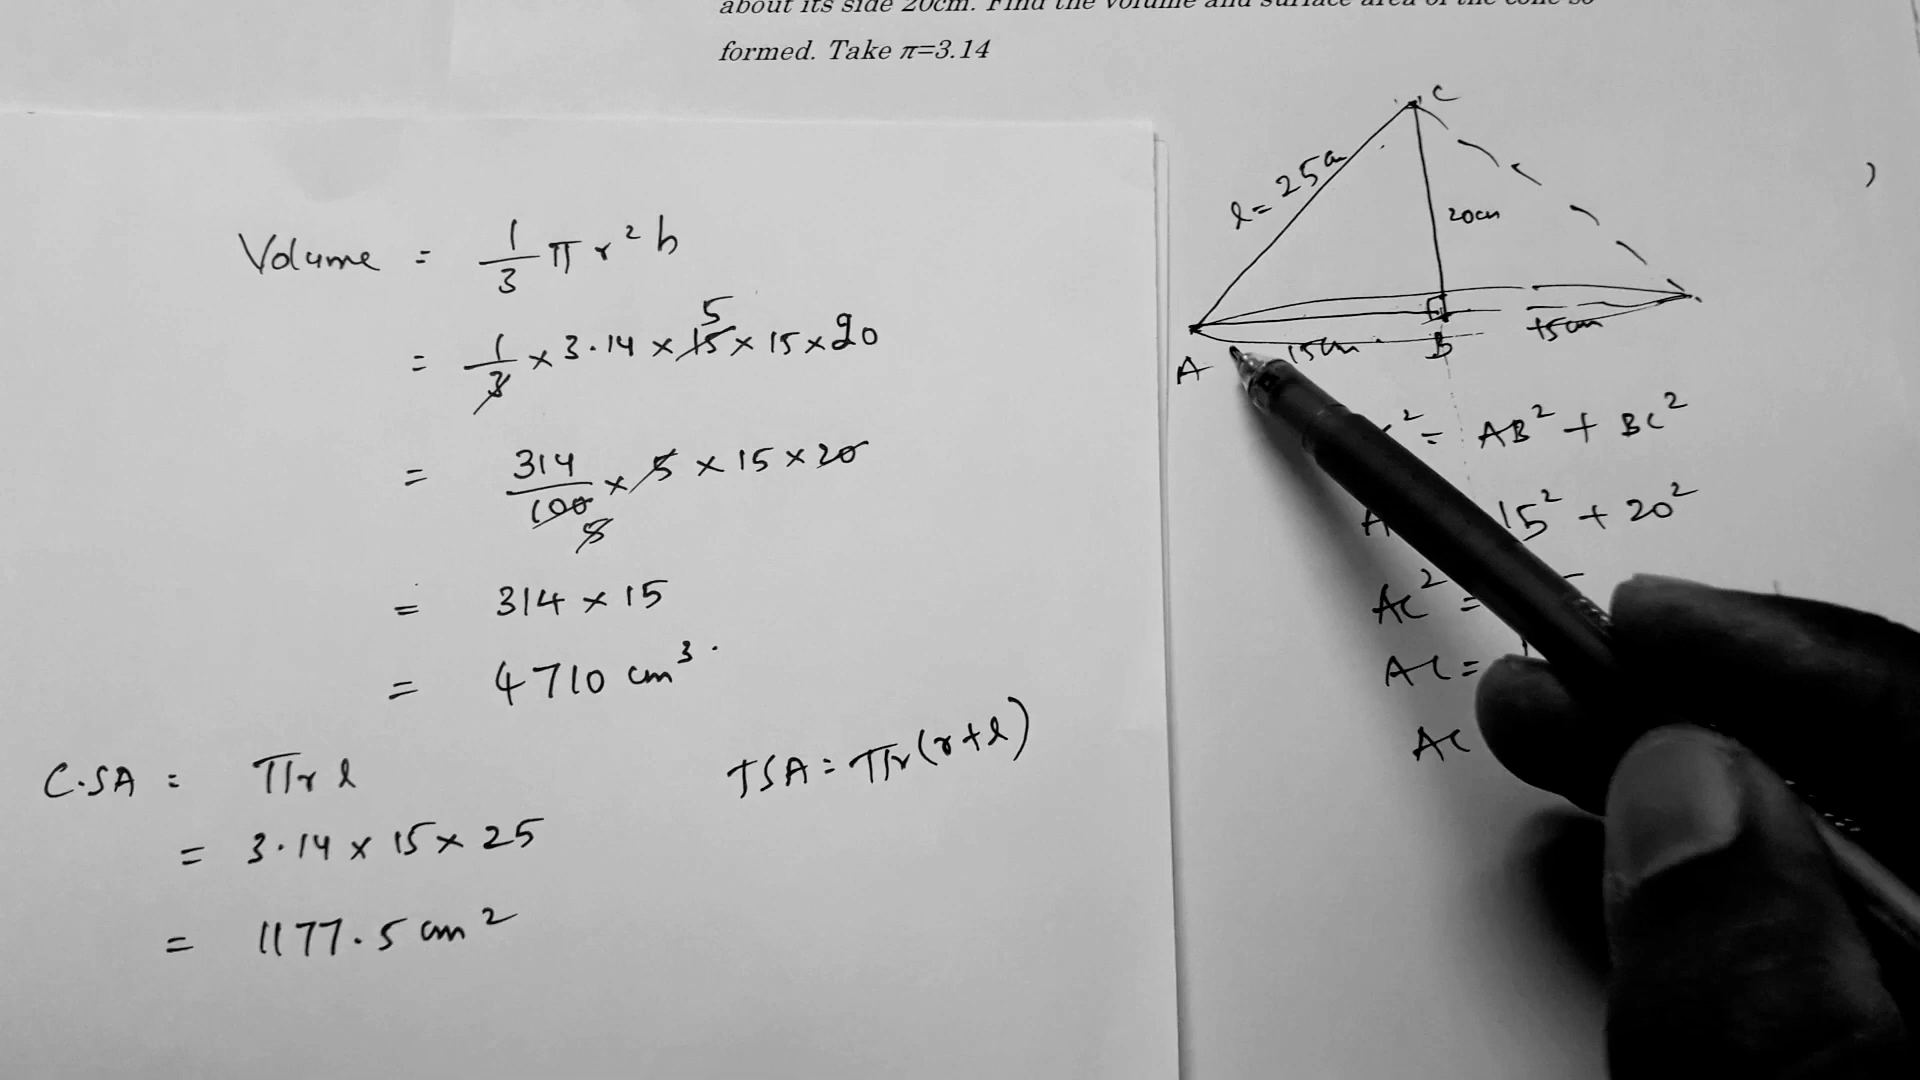 about its side 20cm. Find the volume and surface area of the cone so
formed. Take π=3.14
C
l = 25cm
20cm
15cm
15cm
A
B
Volume = 1/3 π r² h
= 1/3 × 3.14 × 15 × 15 × 20
5
= 314/100 × 5 × 15 × 20
5
= 314 × 15
= 4710 cm³.
C.SA = πrl
= 3.14 × 15 × 25
= 1177.5 cm²
TSA = πr(r+l)
² = AB² + BC²
A 15² + 20²
AC² =
AC =
AC